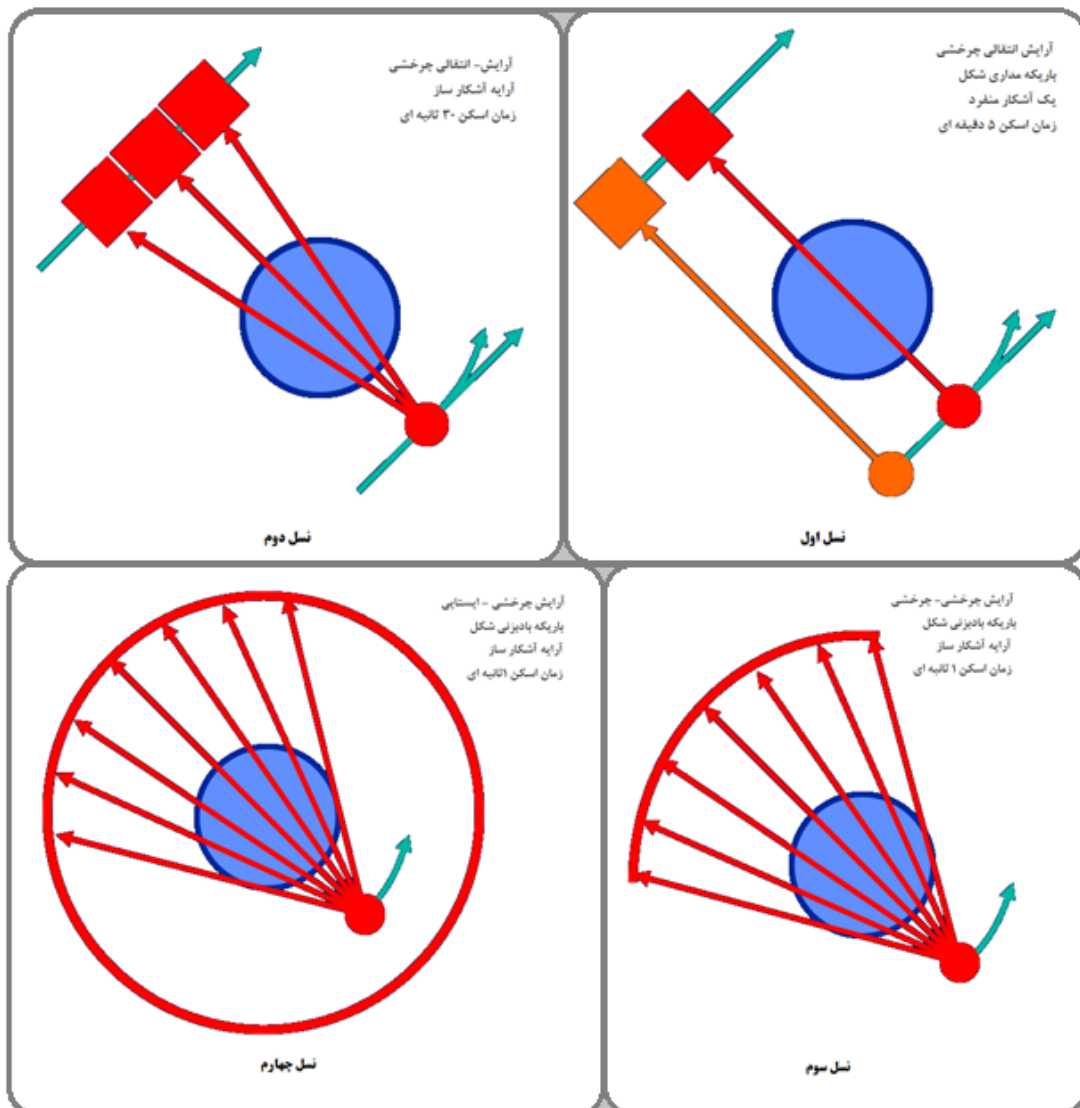 آرایش انتقالی چرخشی
باریکه مداری شکل
یک آشکار منفرد
زمان اسکن ۵ دقیقه ای
نسل اول
آرایش- انتقالی چرخشی
آرایه آشکار ساز
زمان اسکن ۳۰ ثانیه ای
نسل دوم
آرایش چرخشی- چرخشی
باریکه بادبزنی شکل
آرایه آشکار ساز
زمان اسکن ۱ ثانیه ای
نسل سوم
آرایش چرخشی - ایستایی
باریکه بادبزنی شکل
آرایه آشکار ساز
زمان اسکن ۱ثانیه ای
نسل چهارم